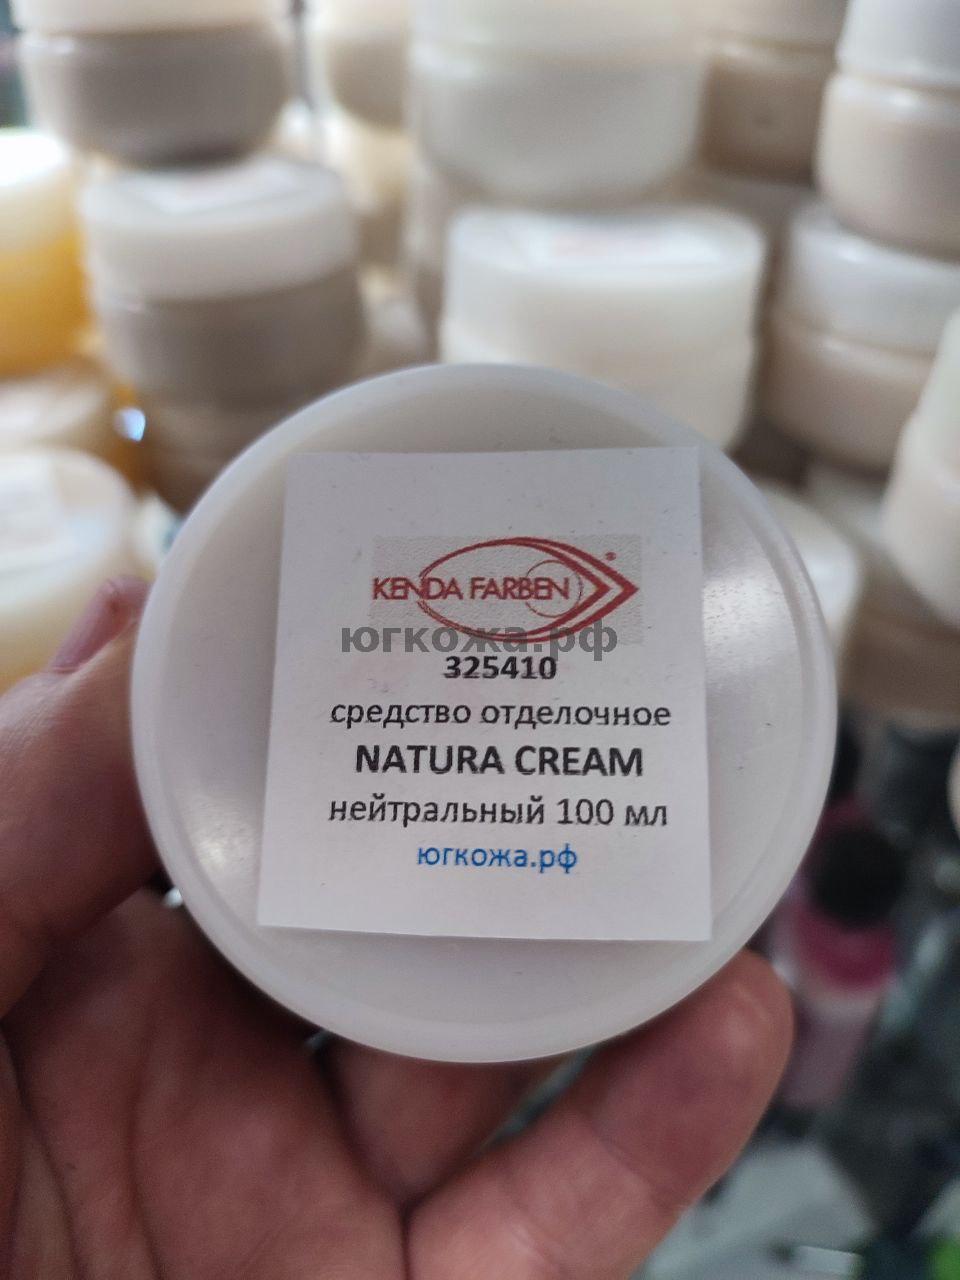 KENDA FARBEN
югкожа.рф
325410
средство отделочное
NATURA CREAM
нейтральный 100 мл
югкожа.рф